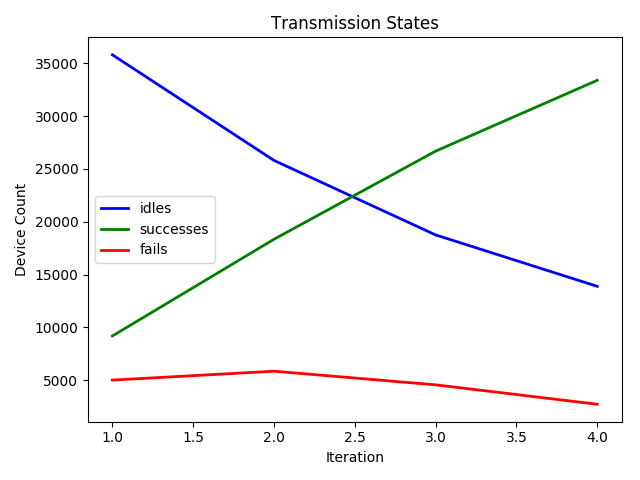 Transmission States
35000
30000
25000
20000
15000
10000
5000
Device Count
idles
successes
fails
1.0 1.5 2.0 2.5 3.0 3.5 4.0
Iteration